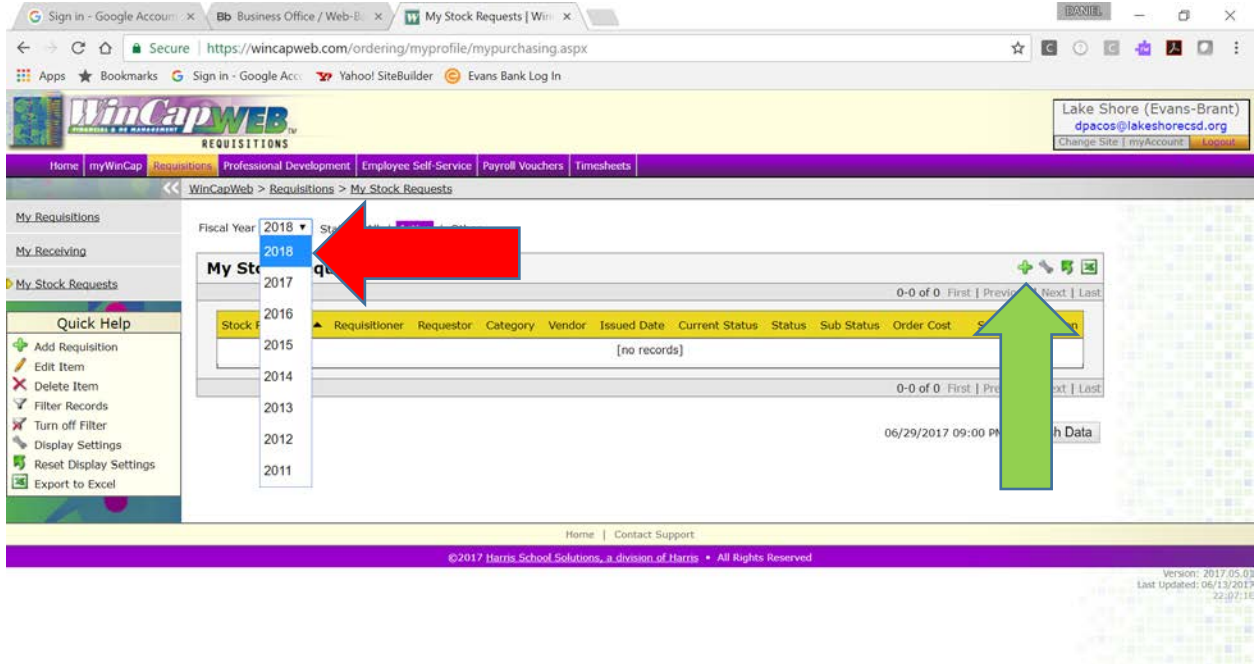 Sign in - Google Accoun
Bb Business Office / Web-B
My Stock Requests | Win
DANIEL
Secure | https://wincapweb.com/ordering/myprofile/mypurchasing.aspx
Apps Bookmarks Sign in - Google Acc Yahoo! SiteBuilder Evans Bank Log In
WinCapWEB
FINANCIAL & HR MANAGEMENT
REQUISITIONS
Lake Shore (Evans-Brant)
dpacos@lakeshorecsd.org
Change Site | myAccount | Logout
Home | myWinCap Requisitions Professional Development | Employee Self-Service | Payroll Vouchers | Timesheets
WinCapWeb > Requisitions > My Stock Requests
My Requisitions
My Receiving
My Stock Requests
Quick Help
Add Requisition
Edit Item
Delete Item
Filter Records
Turn off Filter
Display Settings
Reset Display Settings
Export to Excel
Fiscal Year 2018
2018
2017
2016
2015
2014
2013
2012
2011
My Sto
0-0 of 0 First | Previou | Next | Last
Stock Requisitioner Requestor Category Vendor Issued Date Current Status Status Sub Status Order Cost
[no records]
0-0 of 0 First | Pre ext | Last
06/29/2017 09:00 PM h Data
Home | Contact Support
©2017 Harris School Solutions, a division of Harris • All Rights Reserved
Version: 2017.05.01
Last Updated: 06/13/2017
22:07:16